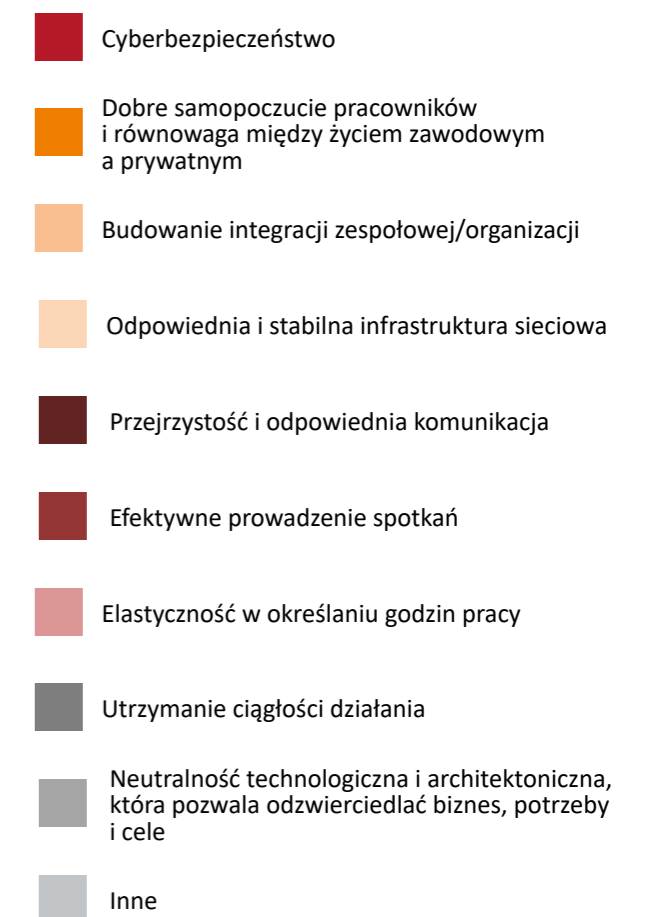 Cyberbezpieczeństwo
Dobre samopoczucie pracowników
i równowaga między życiem zawodowym
a prywatnym
Budowanie integracji zespołowej/organizacji
Odpowiednia i stabilna infrastruktura sieciowa
Przejrzystość i odpowiednia komunikacja
Efektywne prowadzenie spotkań
Elastyczność w określaniu godzin pracy
Utrzymanie ciągłości działania
Neutralność technologiczna i architektoniczna,
która pozwala odzwierciedlać biznes, potrzeby
i cele
Inne